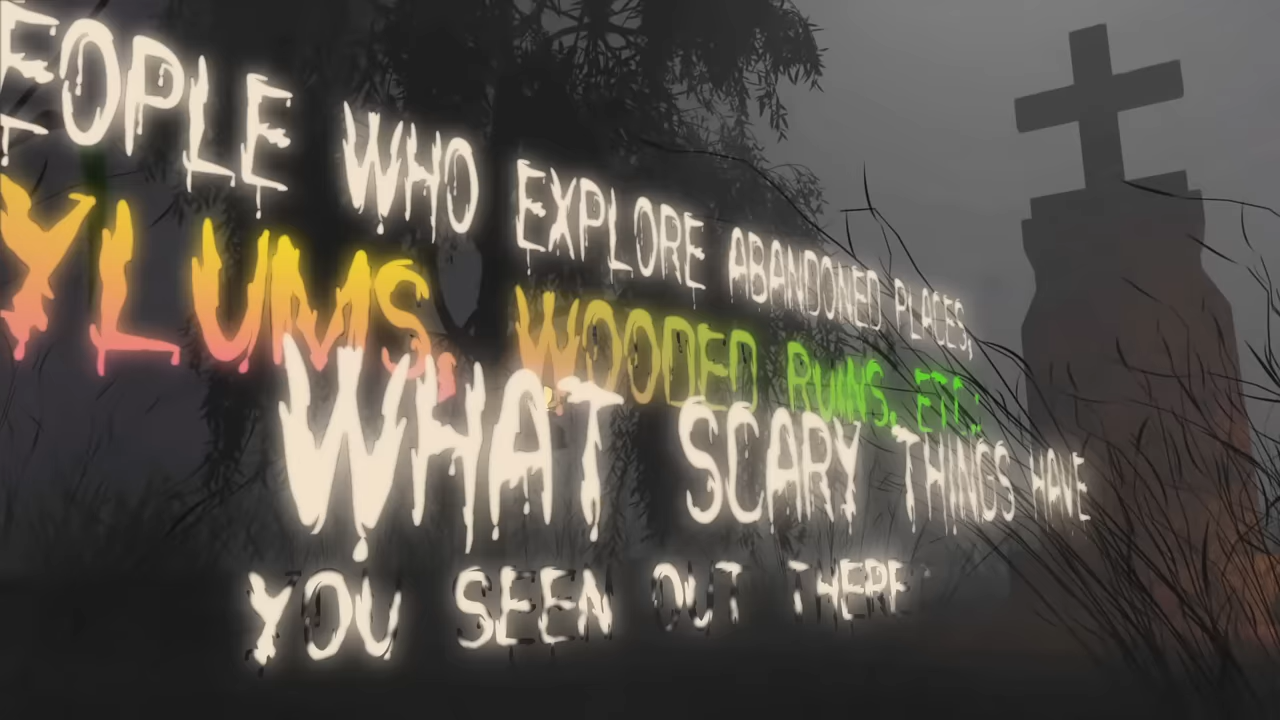 EOPLE WHO EXPLORE ABANDONED PLACES,
YLUMS, WOODED RUINS, ETC:
WHAT SCARY THINGS HAVE
YOU SEEN OUT THERE